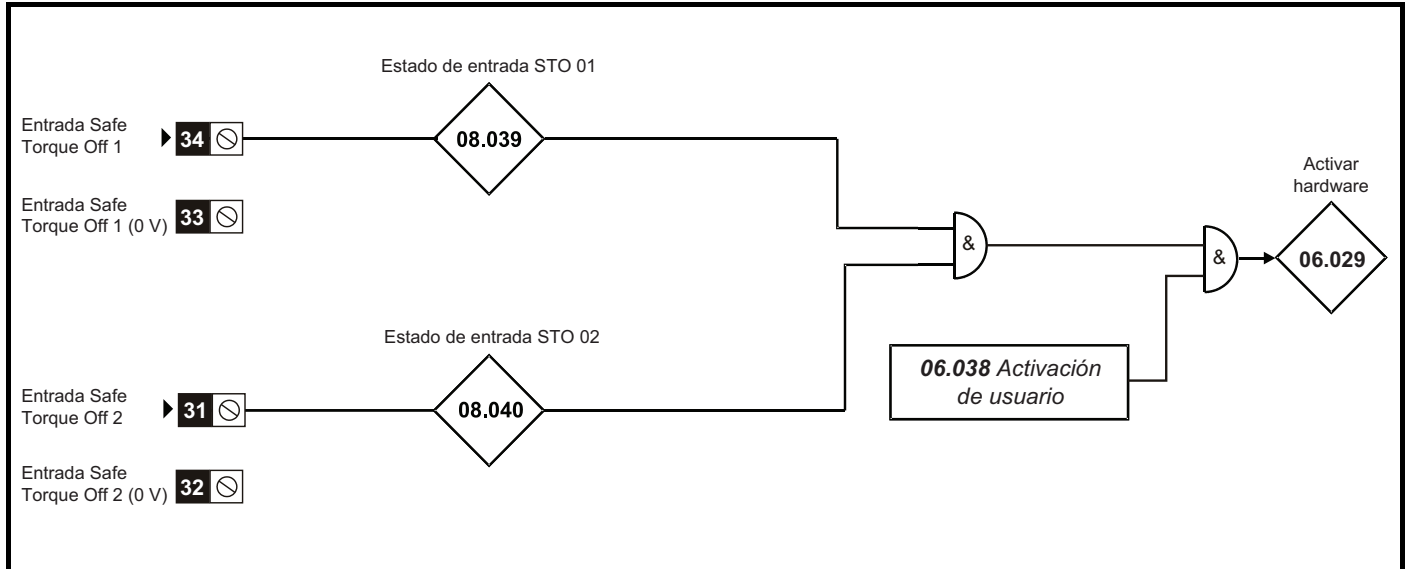 Estado de entrada STO 01
Entrada Safe
Torque Off 1
34
08.039
Entrada Safe
Torque Off 1 (0 V)
33
&
&
Activar
hardware
06.029
Estado de entrada STO 02
06.038 Activación
de usuario
Entrada Safe
Torque Off 2
31
08.040
Entrada Safe
Torque Off 2 (0 V)
32